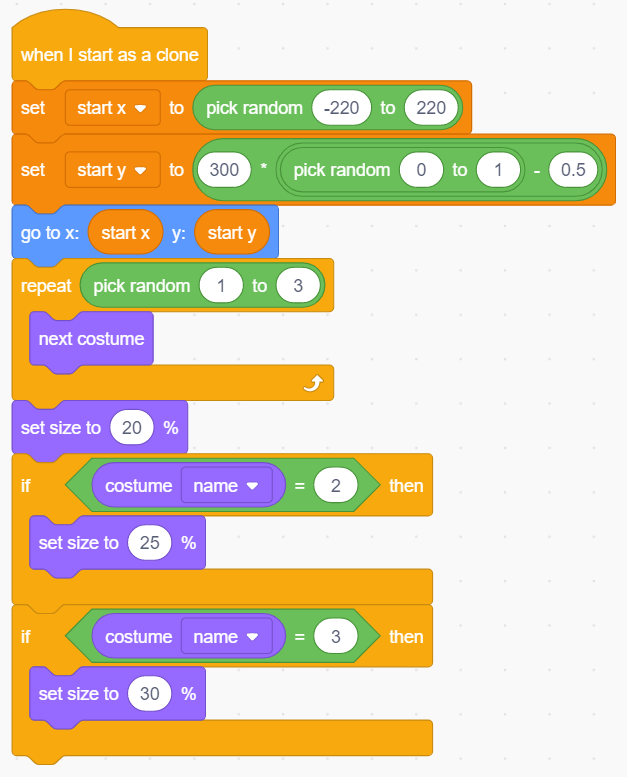 when I start as a clone
set start x to pick random -220 to 220
set start y to 300 * pick random 0 to 1 - 0.5
go to x: start x y: start y
repeat pick random 1 to 3
next costume
set size to 20 %
if costume name = 2 then
set size to 25 %
if costume name = 3 then
set size to 30 %